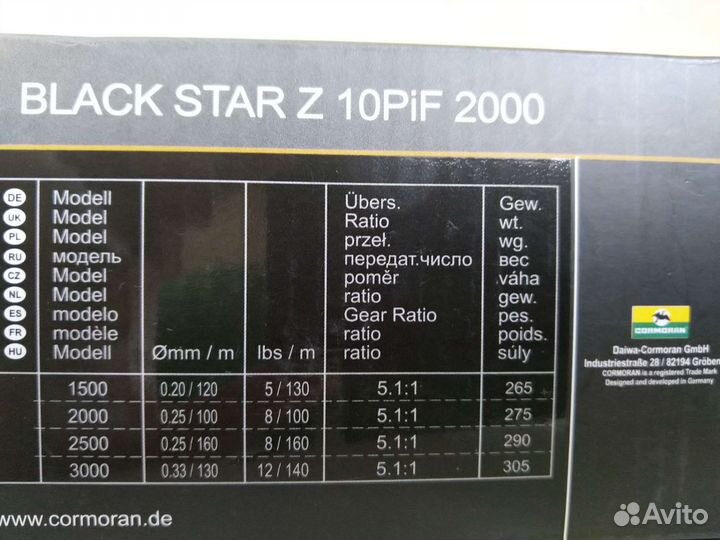 BLACK STAR Z 10PiF 2000
DE Modell Übers. Gew.
UK Model Ratio wt.
PL Model przeł. wg.
RU модель передат.число вес
CZ Model poměr váha
NL Model ratio gew.
ES modelo Gear Ratio pes.
FR modèle ratio poids.
HU Modell Ømm / m lbs / m ratio súly
1500 0.20 / 120 5 / 130 5.1:1 265
2000 0.25 / 100 8 / 100 5.1:1 275
2500 0.25 / 160 8 / 160 5.1:1 290
3000 0.33 / 130 12 / 140 5.1:1 305
CORMORAN
Daiwa-Cormoran GmbH
Industriestraße 28 / 82194 Gröben
CORMORAN is a registered Trade Mark
Designed and developed in Germany
www.cormoran.de
Avito